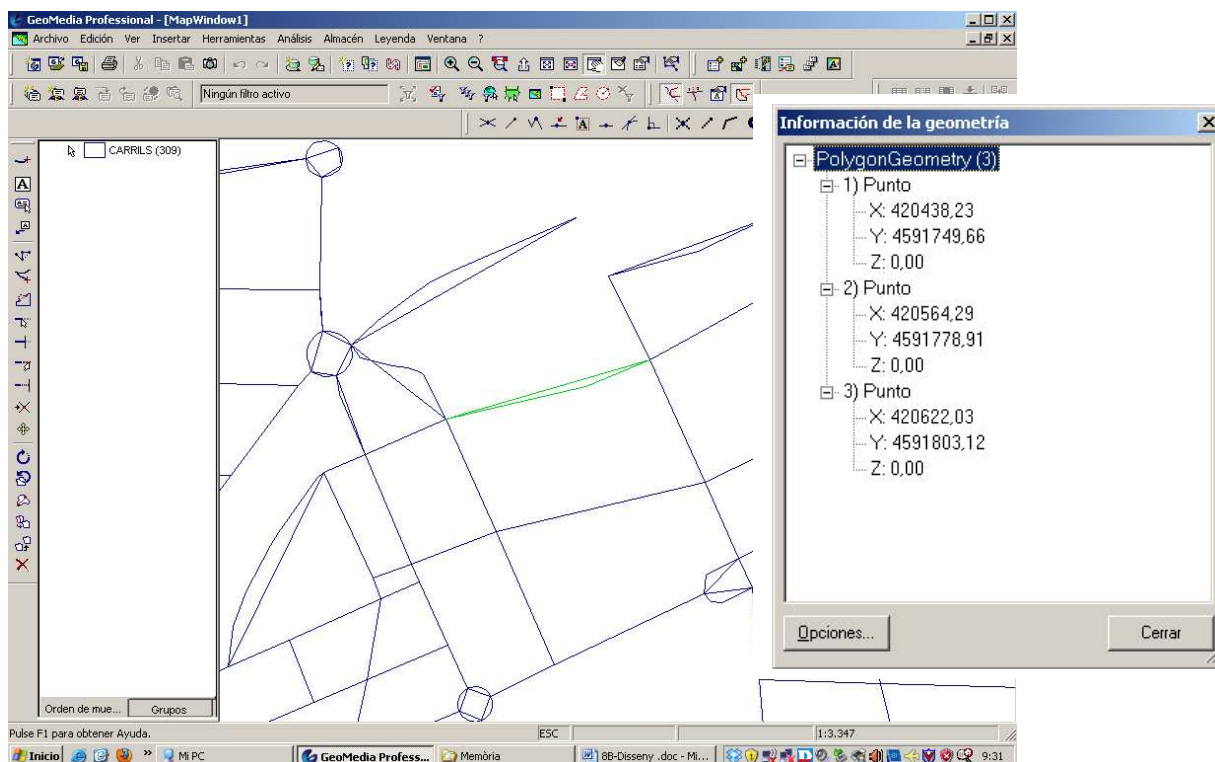 GeoMedia Professional - [MapWindow1]
Archivo Edición Ver Insertar Herramientas Análisis Almacén Leyenda Ventana ?
Ningún filtro activo
CARRILS (309)
Información de la geometría
PolygonGeometry (3)
1) Punto
X: 420438,23
Y: 4591749,66
Z: 0,00
2) Punto
X: 420564,29
Y: 4591778,91
Z: 0,00
3) Punto
X: 420622,03
Y: 4591803,12
Z: 0,00
Opciones... Cerrar
Orden de mue... Grupos
Pulse F1 para obtener Ayuda. ESC 1:3.347
Inicio » Mi PC GeoMedia Profess... Memòria 8B-Disseny .doc - Mi... 9:31